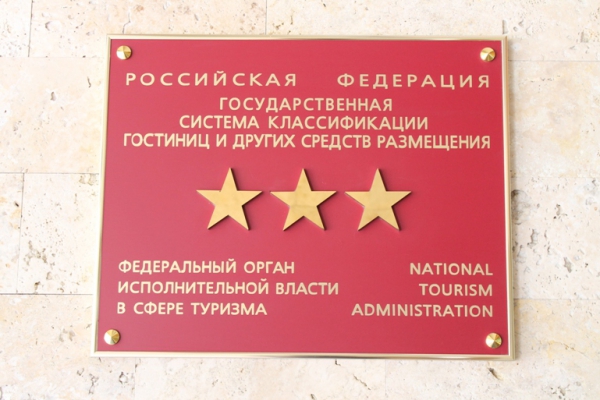 РОССИЙСКАЯ ФЕДЕРАЦИЯ
ГОСУДАРСТВЕННАЯ
СИСТЕМА КЛАССИФИКАЦИИ
ГОСТИНИЦ И ДРУГИХ СРЕДСТВ РАЗМЕЩЕНИЯ
ФЕДЕРАЛЬНЫЙ ОРГАН
ИСПОЛНИТЕЛЬНОЙ ВЛАСТИ
В СФЕРЕ ТУРИЗМА
NATIONAL
TOURISM
ADMINISTRATION